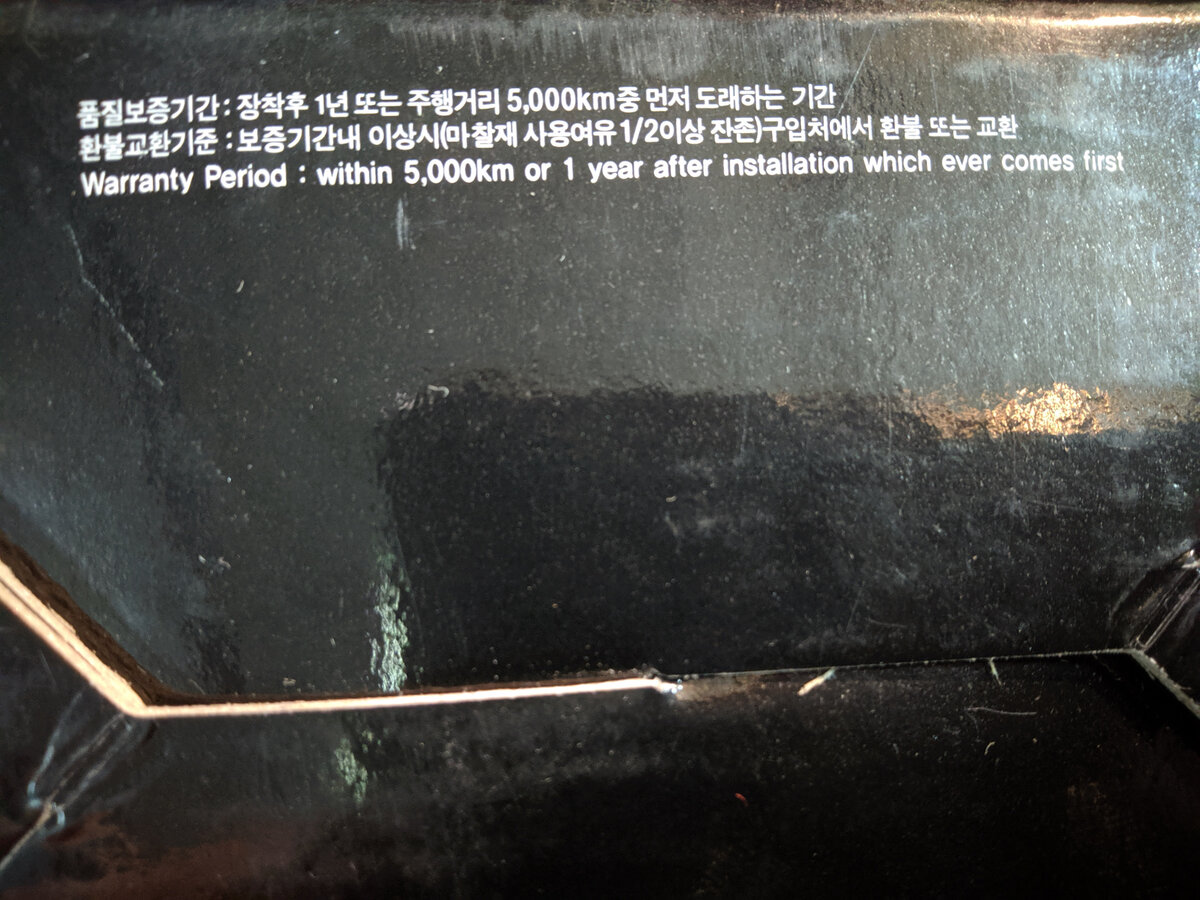 품질보증기간 : 장착후 1년 또는 주행거리 5,000km중 먼저 도래하는 기간
환불교환기준 : 보증기간내 이상시(마찰재 사용여유 1/2이상 잔존)구입처에서 환불 또는 교환
Warranty Period : within 5,000km or 1 year after installation which ever comes first